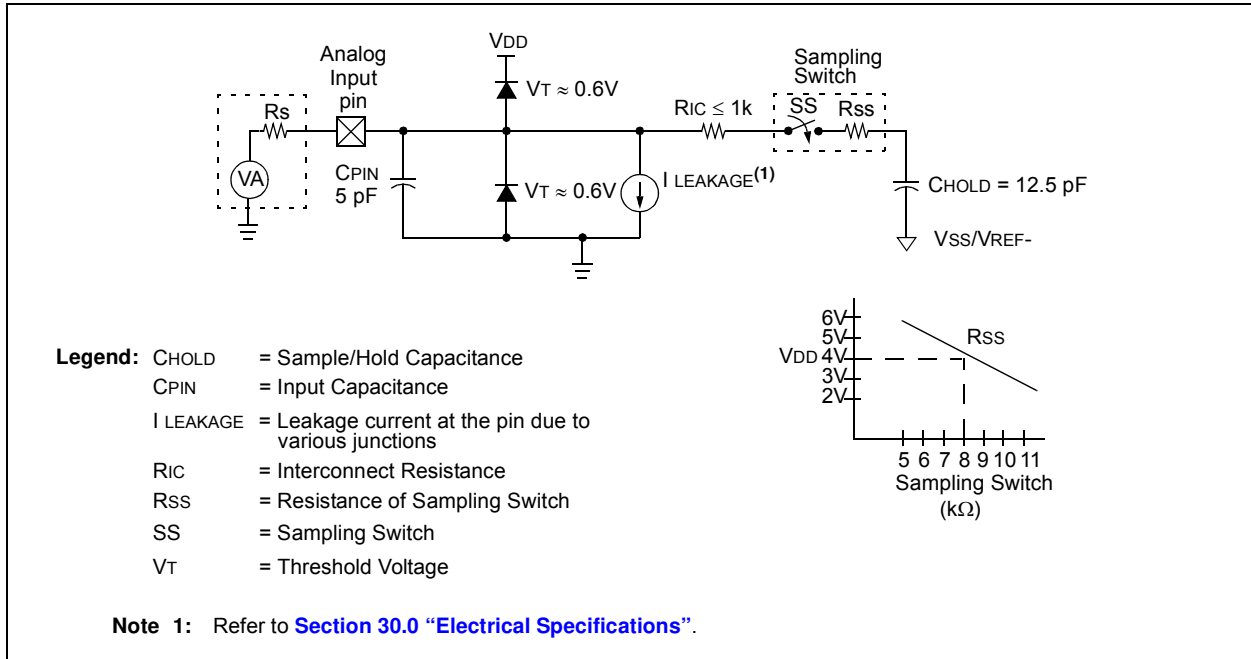 VDD
Analog
Input
pin
Sampling
Switch
VT ≈ 0.6V
RIC ≤ 1k
SS
Rss
Rs
VA
CPIN
5 pF
VT ≈ 0.6V
I LEAKAGE(1)
CHOLD = 12.5 pF
VSS/VREF-
6V
5V
VDD 4V
3V
2V
RSS
5 6 7 8 9 10 11
Sampling Switch
(kΩ)
Legend: CHOLD = Sample/Hold Capacitance
CPIN = Input Capacitance
I LEAKAGE = Leakage current at the pin due to
various junctions
RIC = Interconnect Resistance
RSS = Resistance of Sampling Switch
SS = Sampling Switch
VT = Threshold Voltage
Note 1: Refer to Section 30.0 “Electrical Specifications”.